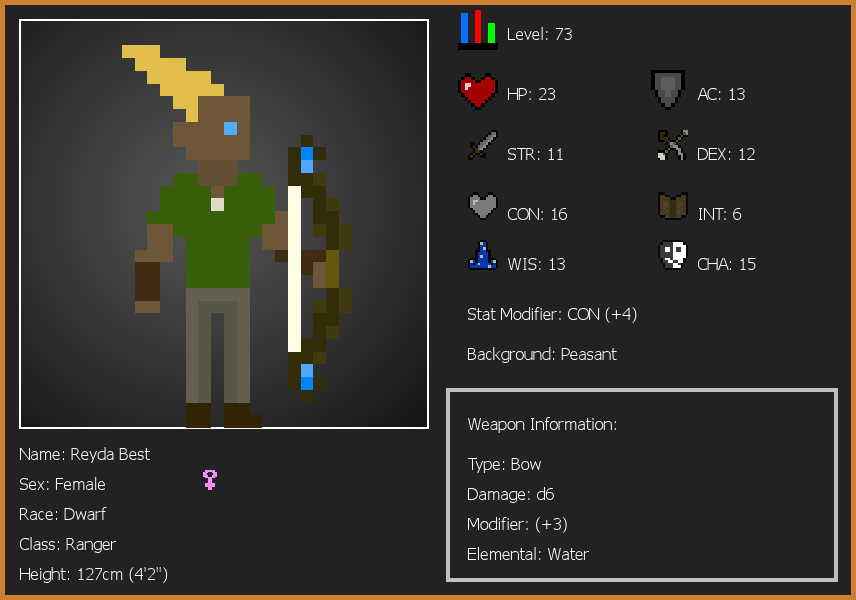 Level: 73
HP: 23
AC: 13
STR: 11
DEX: 12
CON: 16
INT: 6
WIS: 13
CHA: 15
Stat Modifier: CON (+4)
Background: Peasant
Weapon Information:
Type: Bow
Damage: d6
Modifier: (+3)
Elemental: Water
Name: Reyda Best
Sex: Female
Race: Dwarf
Class: Ranger
Height: 127cm (4'2")